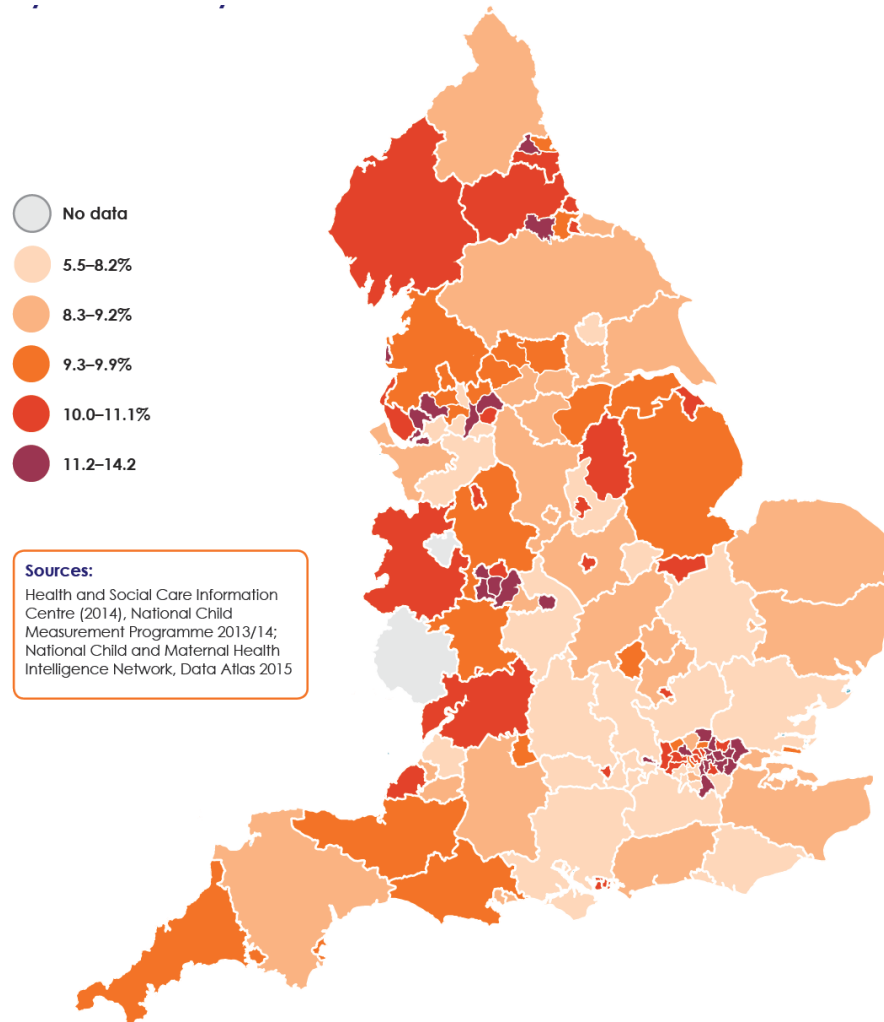 No data
5.5–8.2%
8.3–9.2%
9.3–9.9%
10.0–11.1%
11.2–14.2
Sources:
Health and Social Care Information
Centre (2014), National Child
Measurement Programme 2013/14;
National Child and Maternal Health
Intelligence Network, Data Atlas 2015